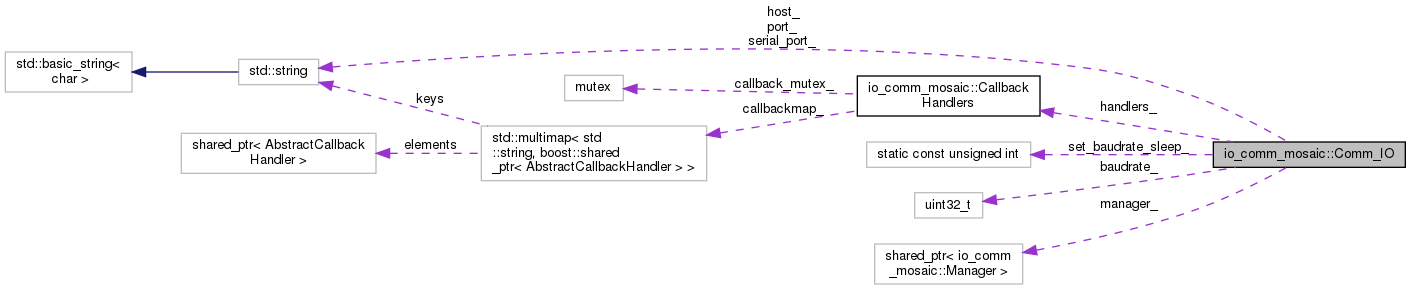 host_
port_
serial_port_
std::basic_string<
char >
std::string
mutex
callback_mutex_
io_comm_mosaic::Callback
Handlers
keys
callbackmap_
handlers_
shared_ptr< AbstractCallback
Handler >
elements
std::multimap< std
::string, boost::shared
_ptr< AbstractCallbackHandler > >
static const unsigned int
set_baudrate_sleep_
io_comm_mosaic::Comm_IO
baudrate_
uint32_t
manager_
shared_ptr< io_comm
_mosaic::Manager >